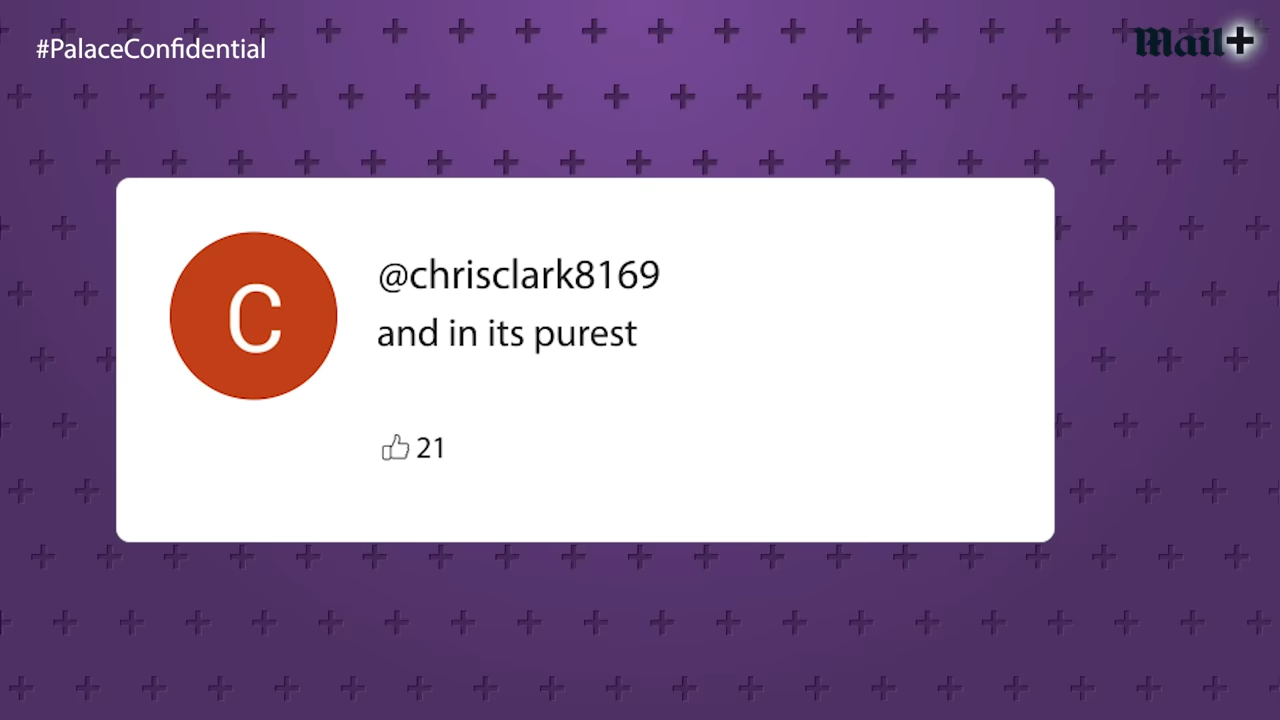 #PalaceConfidential
Mail+
C
@chrisclark8169
and in its purest
21